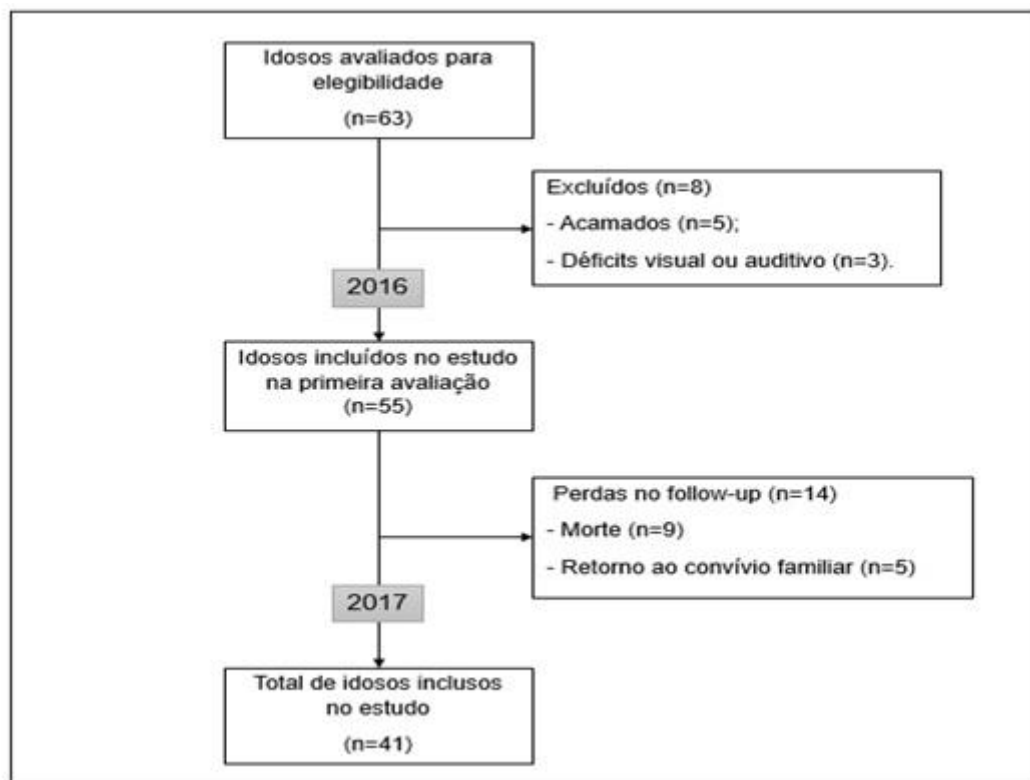 Idosos avaliados para
elegibilidade
(n=63)
Excluídos (n=8)
- Acamados (n=5);
- Déficits visual ou auditivo (n=3).
2016
Idosos incluídos no estudo
na primeira avaliação
(n=55)
Perdas no follow-up (n=14)
- Morte (n=9)
- Retorno ao convívio familiar (n=5)
2017
Total de idosos inclusos
no estudo
(n=41)